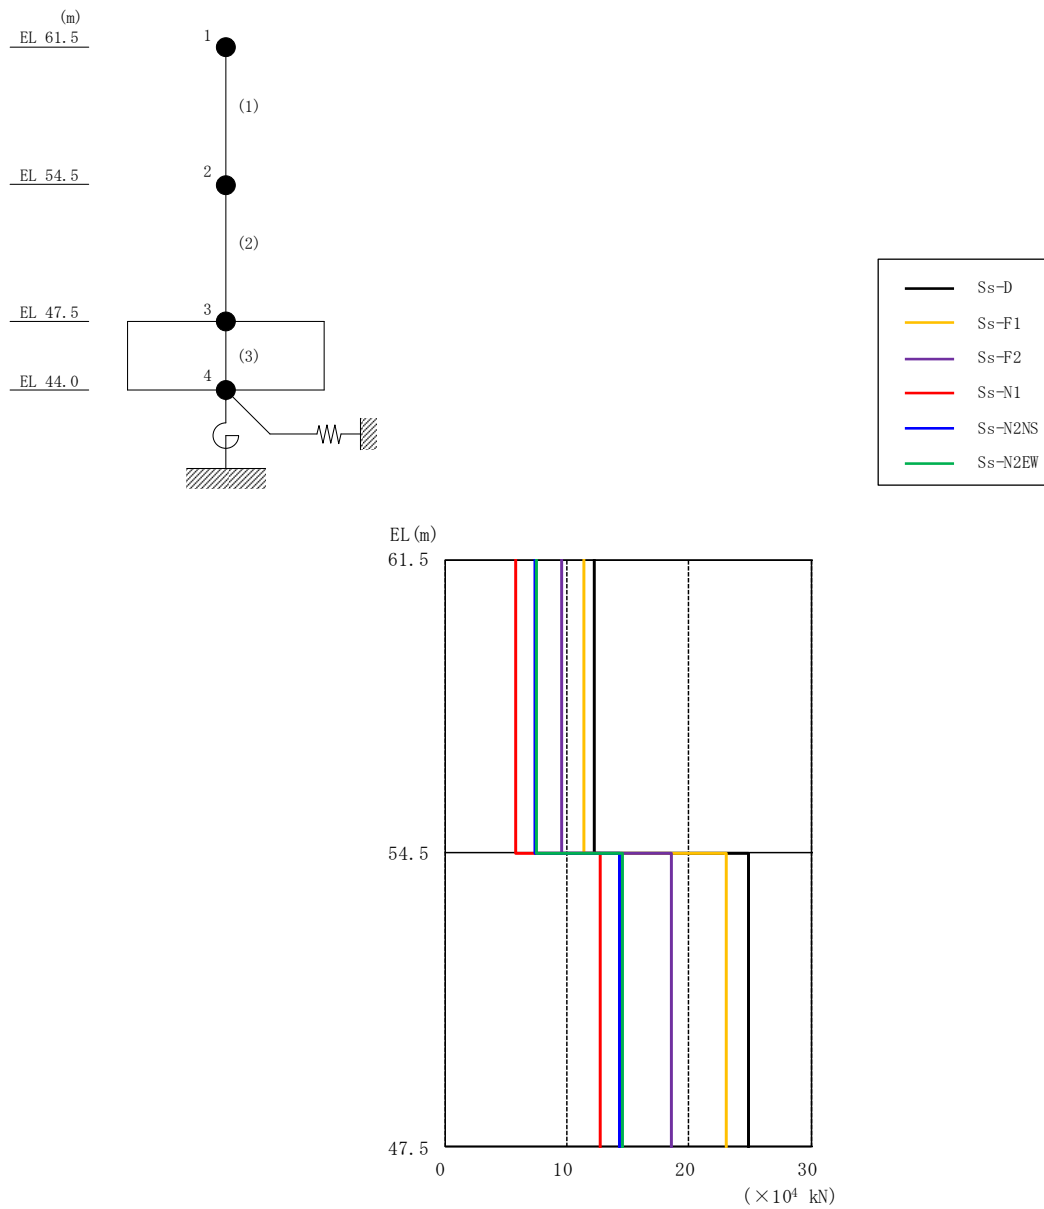 (m)
EL 61.5
1
(1)
EL 54.5
2
(2)
EL 47.5
3
(3)
EL 44.0
4
Ss-D
Ss-F1
Ss-F2
Ss-N1
Ss-N2NS
Ss-N2EW
EL(m)
61.5
54.5
47.5
0 10 20 30
(×10⁴ kN)